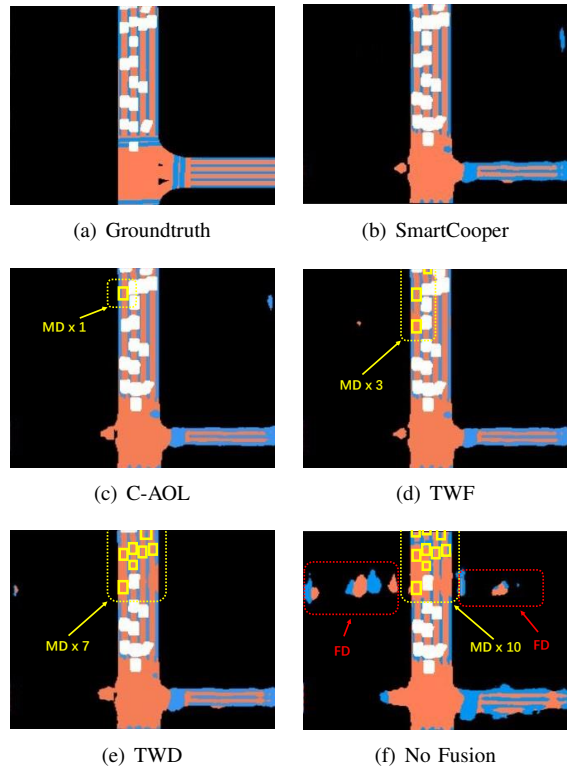 (a) Groundtruth
(b) SmartCooper
MD x 1
MD x 3
(c) C-AOL
(d) TWF
MD x 7
FD
MD x 10
FD
(e) TWD
(f) No Fusion